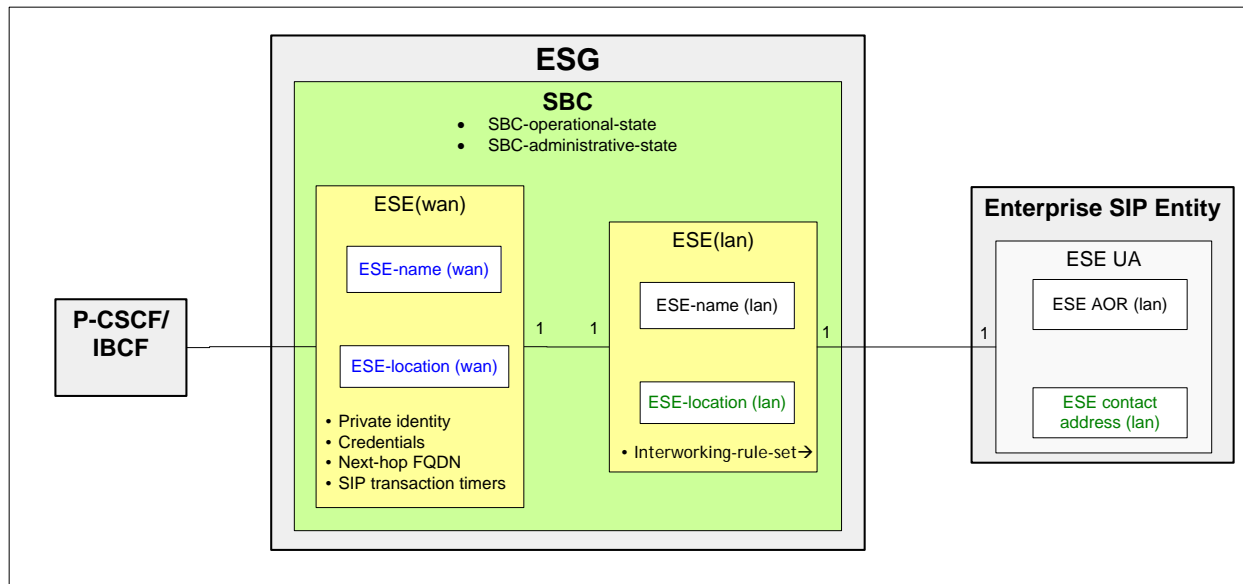 ESG
SBC
• SBC-operational-state
• SBC-administrative-state
ESE(wan)
ESE-name (wan)
ESE-location (wan)
• Private identity
• Credentials
• Next-hop FQDN
• SIP transaction timers
ESE(lan)
ESE-name (lan)
ESE-location (lan)
• Interworking-rule-set→
P-CSCF/
IBCF
1
1
1
1
Enterprise SIP Entity
ESE UA
ESE AOR (lan)
ESE contact
address (lan)